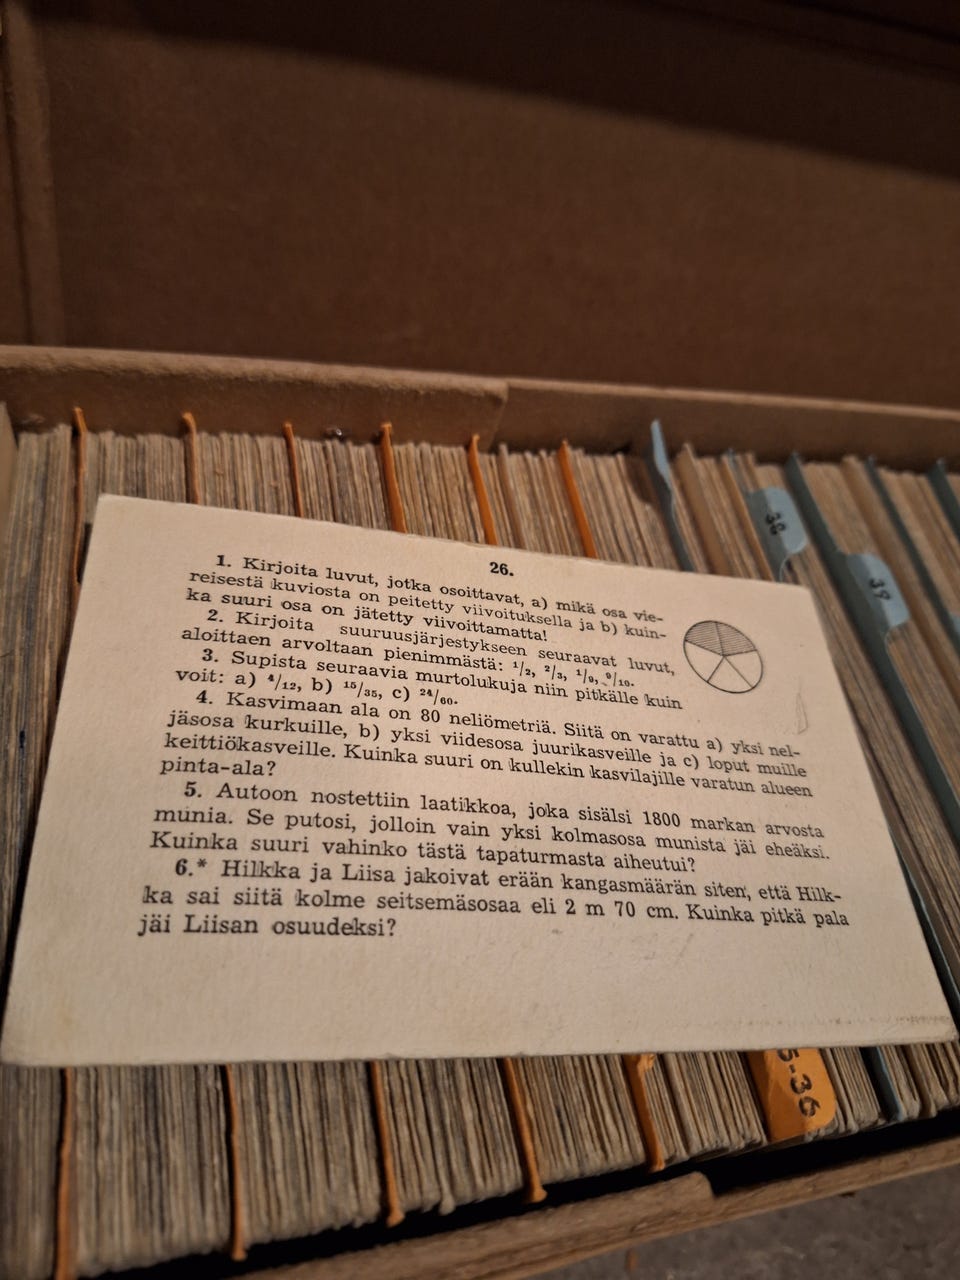 26.
1. Kirjoita luvut, jotka osoittavat, a) mikä osa vie-
reisestä kuviosta on peitetty viivoituksella ja b) kuin-
ka suuri osa on jätetty viivoittamatta!
2. Kirjoita suuruusjärjestykseen seuraavat luvut,
aloittaen arvoltaan pienimmästä: 1/2, 2/3, 1/9, 9/10.
3. Supista seuraavia murtolukuja niin pitkälle kuin
voit: a) 4/12, b) 15/35, c) 24/60.
4. Kasvimaan ala on 80 neliömetriä. Siitä on varattu a) yksi nel-
jäsosa kurkuille, b) yksi viidesosa juurikasveille ja c) loput muille
keittiökasveille. Kuinka suuri on kullekin kasvilajille varatun alueen
pinta-ala?
5. Autoon nostettiin laatikkoa, joka sisälsi 1800 markan arvosta
munia. Se putosi, jolloin vain yksi kolmasosa munista jäi eheäksi.
Kuinka suuri vahinko tästä tapaturmasta aiheutui?
6.* Hilkka ja Liisa jakoivat erään kangasmäärän siten, että Hilk-
ka sai siitä kolme seitsemäsosaa eli 2 m 70 cm. Kuinka pitkä pala
jäi Liisan osuudeksi?
38
39
5-36